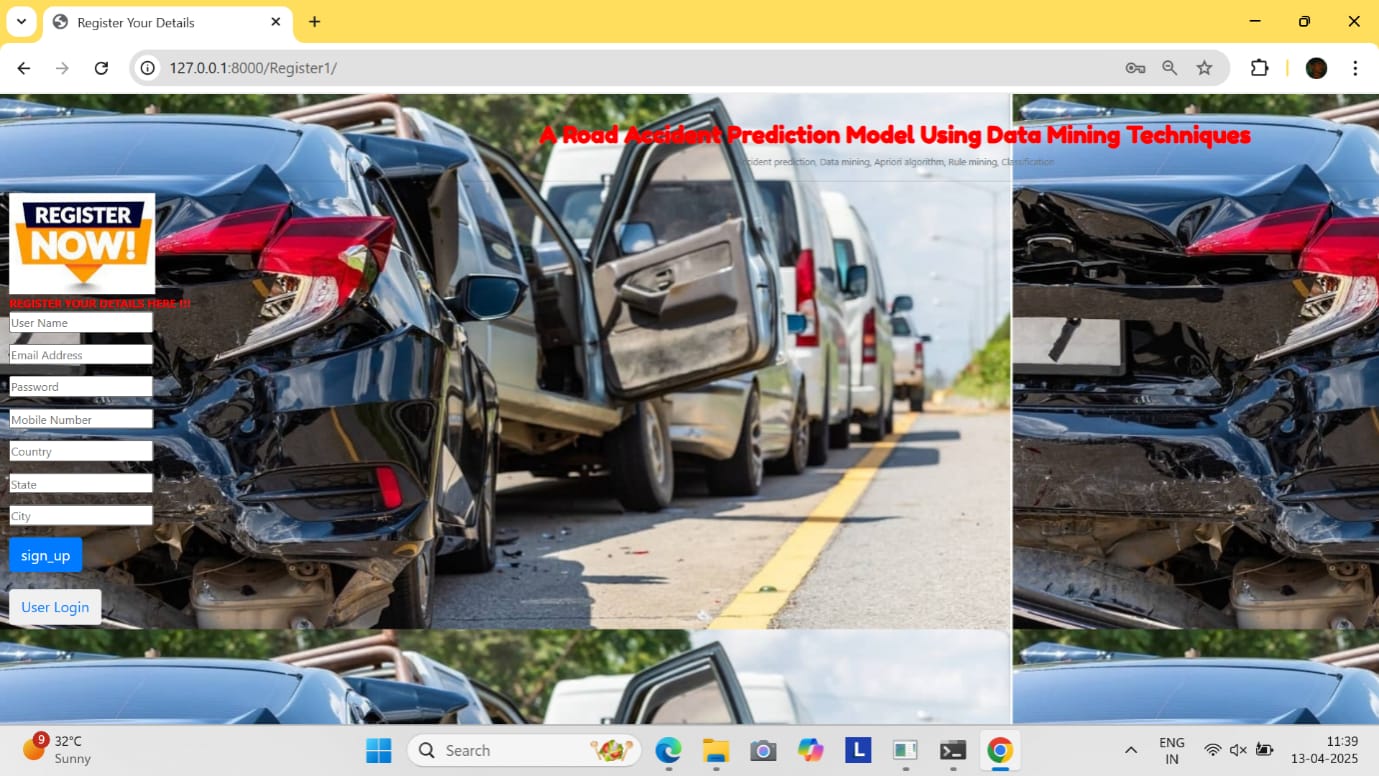 Register Your Details
127.0.0.1:8000/Register1/
A Road Accident Prediction Model Using Data Mining Techniques
prediction, Data mining, Apriori algorithm, Rule mining, Classification
REGISTER
NOW!
REGISTER YOUR DETAILS HERE !!!
User Name
Email Address
Password
Mobile Number
Country
State
City
sign_up
User Login
9
32°C
Sunny
Search
L
ENG
IN
11:39
13-04-2025